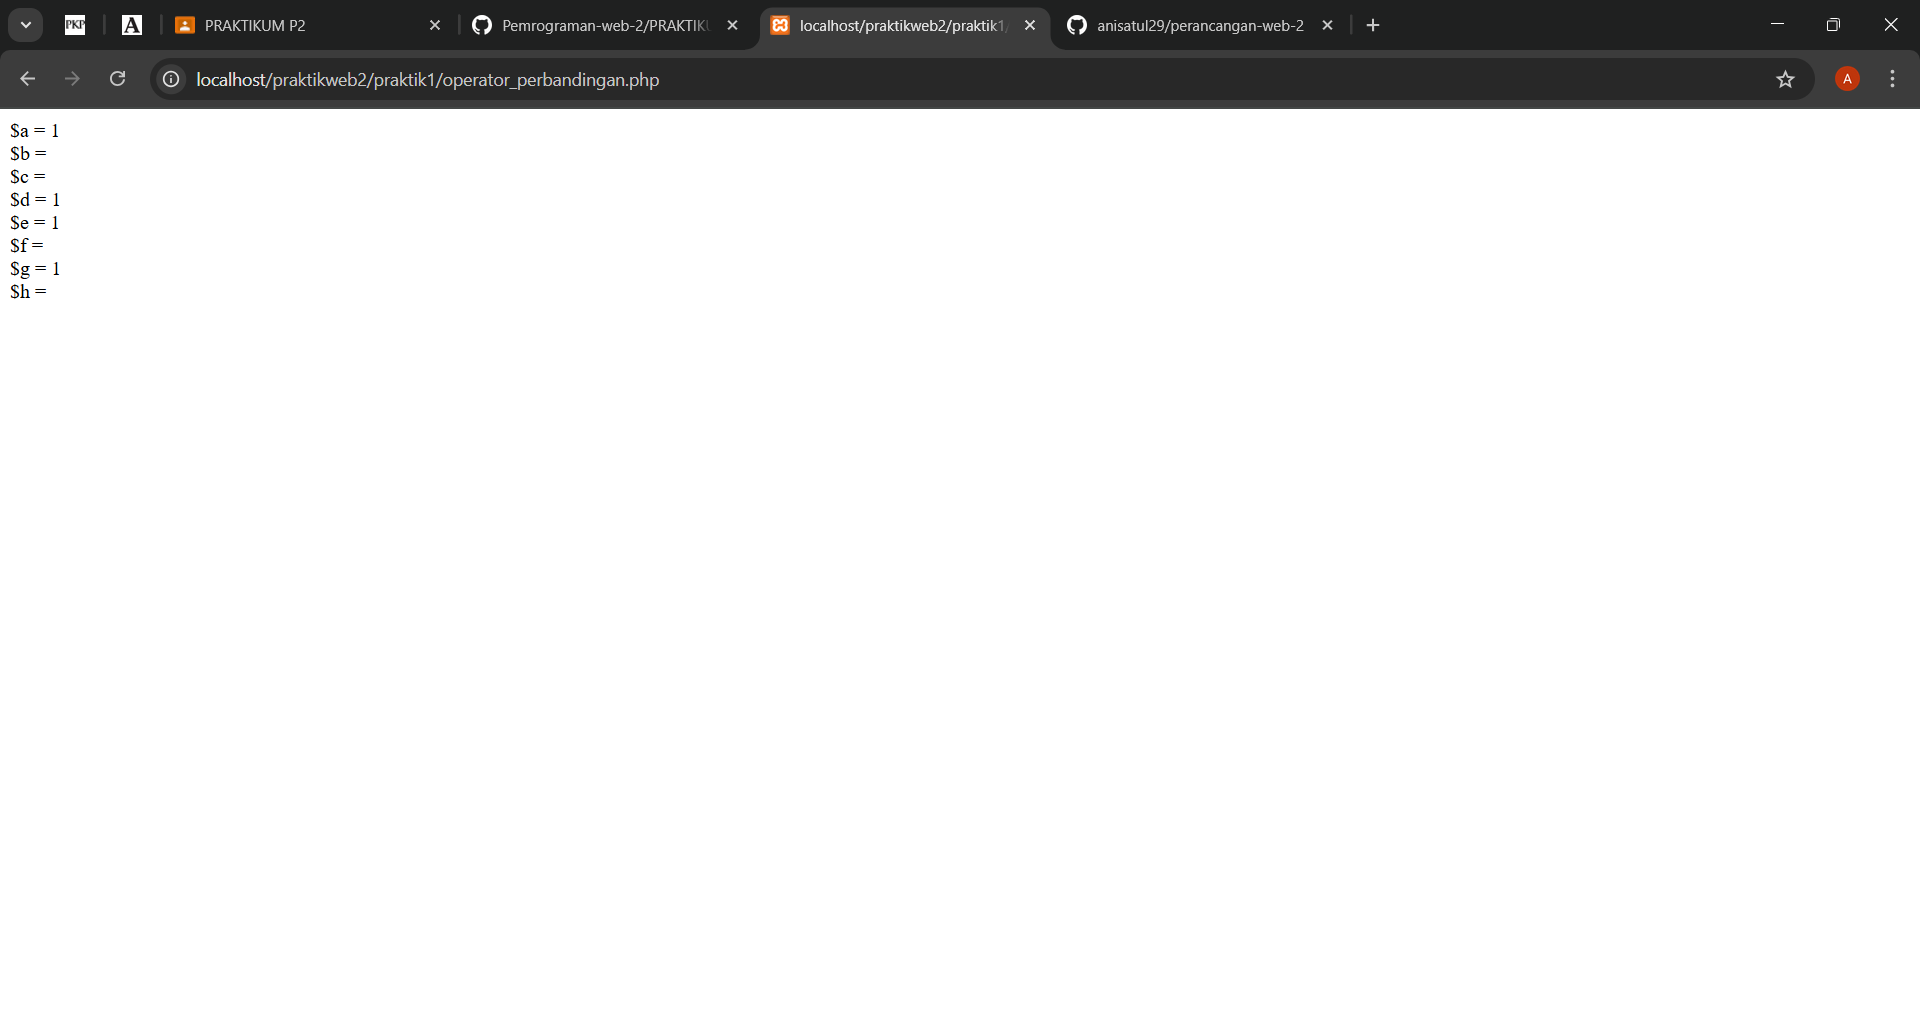 PKP
A
PRAKTIKUM P2
Pemrograman-web-2/PRAKTIK
localhost/praktikweb2/praktik1/
anisatul29/perancangan-web-2
localhost/praktikweb2/praktik1/operator_perbandingan.php
A
$a = 1
$b =
$c =
$d = 1
$e = 1
$f =
$g = 1
$h =